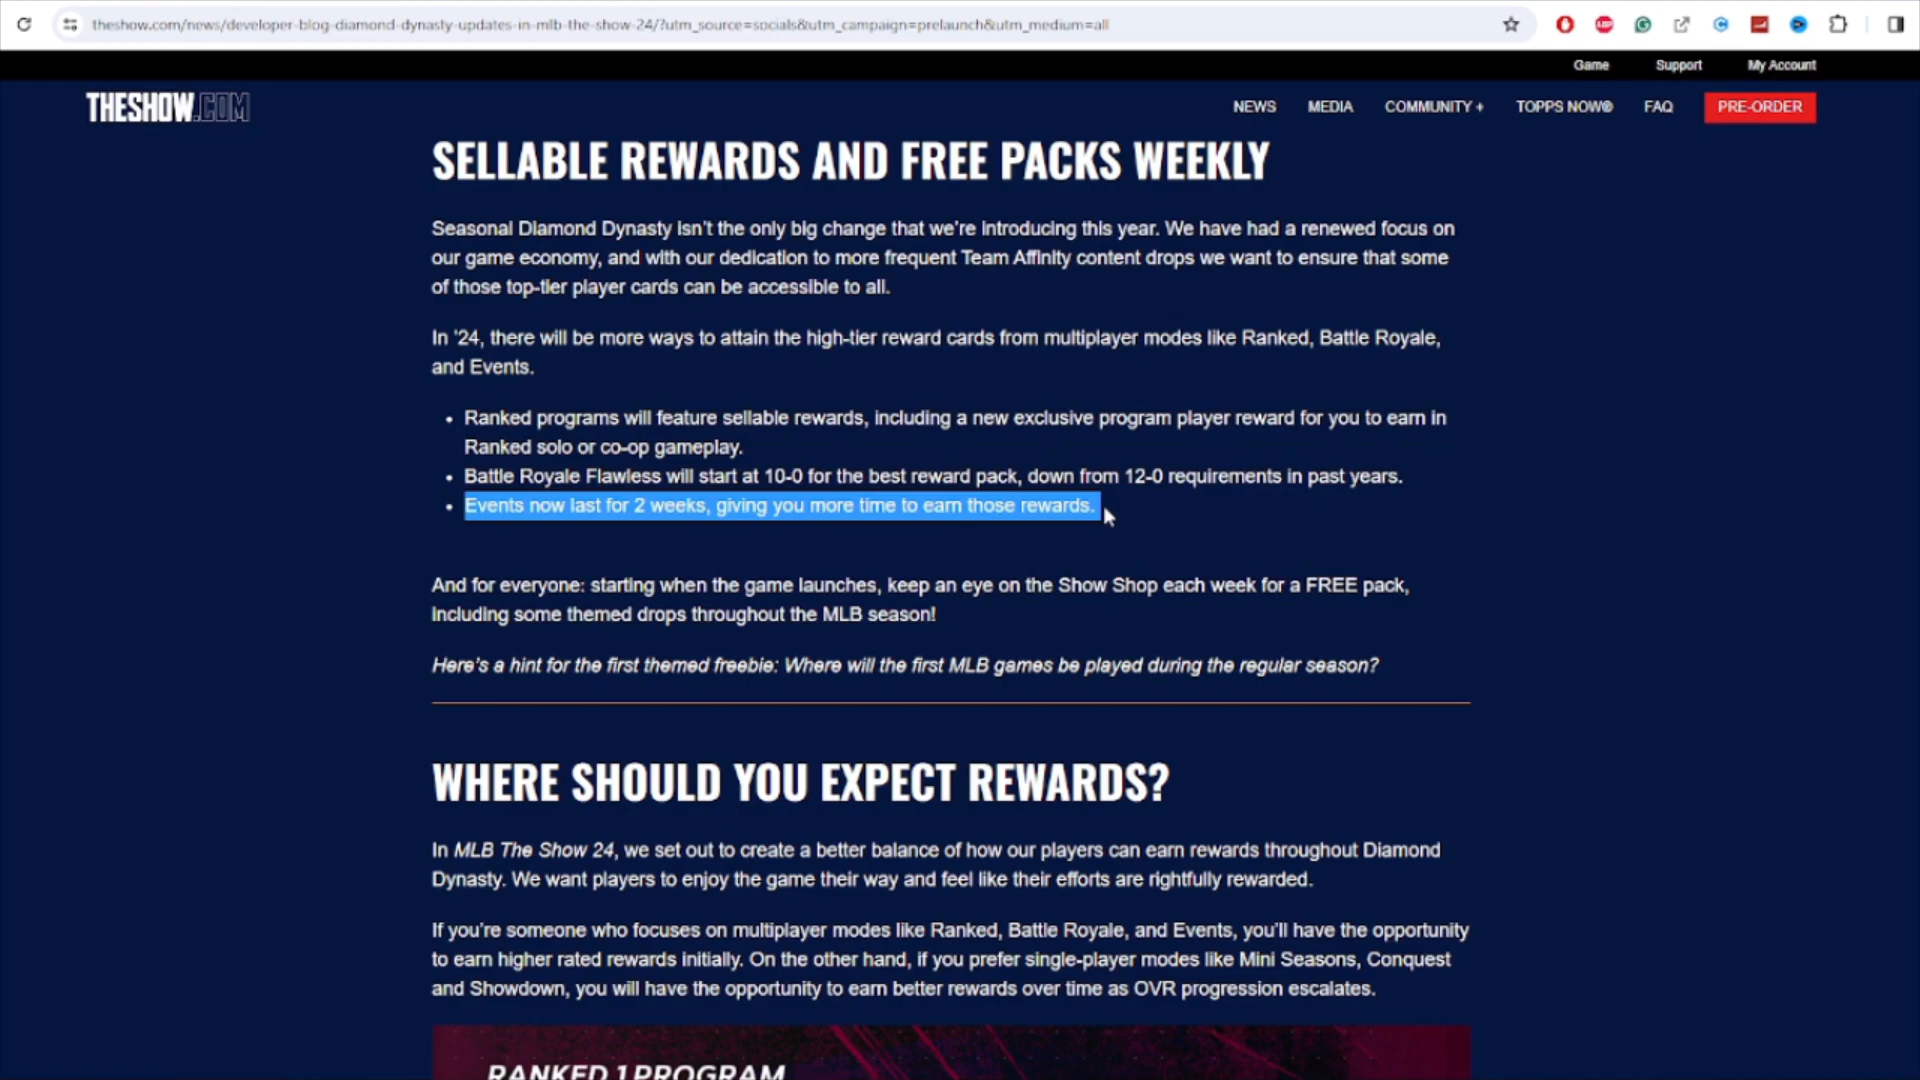 theshow.com/news/developer-blog-diamond-dynasty-updates-in-mlb-the-show-24/?utm_source=socials&utm_campaign=prelaunch&utm_medium=all
Game Support My Account
THESHOW.COM
NEWS MEDIA COMMUNITY + TOPPS NOW® FAQ PRE-ORDER
SELLABLE REWARDS AND FREE PACKS WEEKLY
Seasonal Diamond Dynasty isn't the only big change that we're introducing this year. We have had a renewed focus on
our game economy, and with our dedication to more frequent Team Affinity content drops we want to ensure that some
of those top-tier player cards can be accessible to all.
In '24, there will be more ways to attain the high-tier reward cards from multiplayer modes like Ranked, Battle Royale,
and Events.
• Ranked programs will feature sellable rewards, including a new exclusive program player reward for you to earn in
Ranked solo or co-op gameplay.
• Battle Royale Flawless will start at 10-0 for the best reward pack, down from 12-0 requirements in past years.
• Events now last for 2 weeks, giving you more time to earn those rewards.
And for everyone: starting when the game launches, keep an eye on the Show Shop each week for a FREE pack,
including some themed drops throughout the MLB season!
Here's a hint for the first themed freebie: Where will the first MLB games be played during the regular season?
WHERE SHOULD YOU EXPECT REWARDS?
In MLB The Show 24, we set out to create a better balance of how our players can earn rewards throughout Diamond
Dynasty. We want players to enjoy the game their way and feel like their efforts are rightfully rewarded.
If you're someone who focuses on multiplayer modes like Ranked, Battle Royale, and Events, you'll have the opportunity
to earn higher rated rewards initially. On the other hand, if you prefer single-player modes like Mini Seasons, Conquest
and Showdown, you will have the opportunity to earn better rewards over time as OVR progression escalates.
RANKED 1 PROGRAM